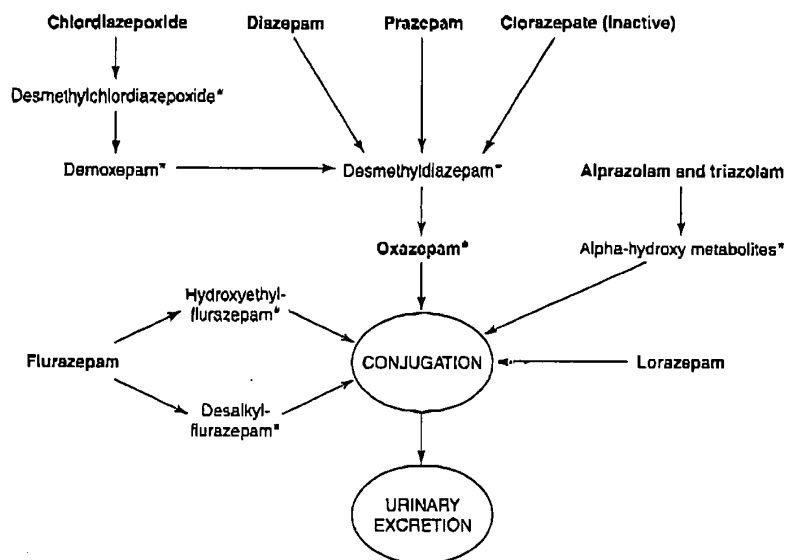 Chlordiazepoxide
Diazepam
Prazepam
Clorazepate (Inactive)
Desmethylchlordiazepoxide*
Demoxepam*
Desmethyldiazepam*
Alprazolam and triazolam
Oxazepam*
Alpha-hydroxy metabolites*
Hydroxyethyl-
flurazepam*
Flurazepam
CONJUGATION
Lorazepam
Desalkyl-
flurazepam*
URINARY
EXCRETION